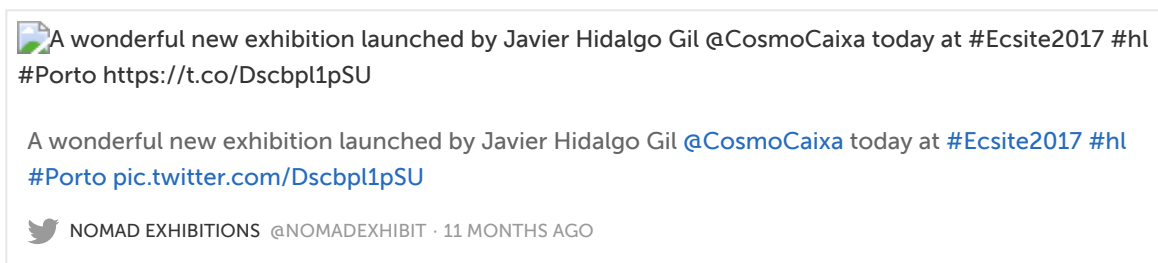 A wonderful new exhibition launched by Javier Hidalgo Gil @CosmoCaixa today at #Ecsite2017 #hl
#Porto https://t.co/Dscbpl1pSU
A wonderful new exhibition launched by Javier Hidalgo Gil @CosmoCaixa today at #Ecsite2017 #hl
#Porto pic.twitter.com/Dscbpl1pSU
NOMAD EXHIBITIONS @NOMADEXHIBIT · 11 MONTHS AGO